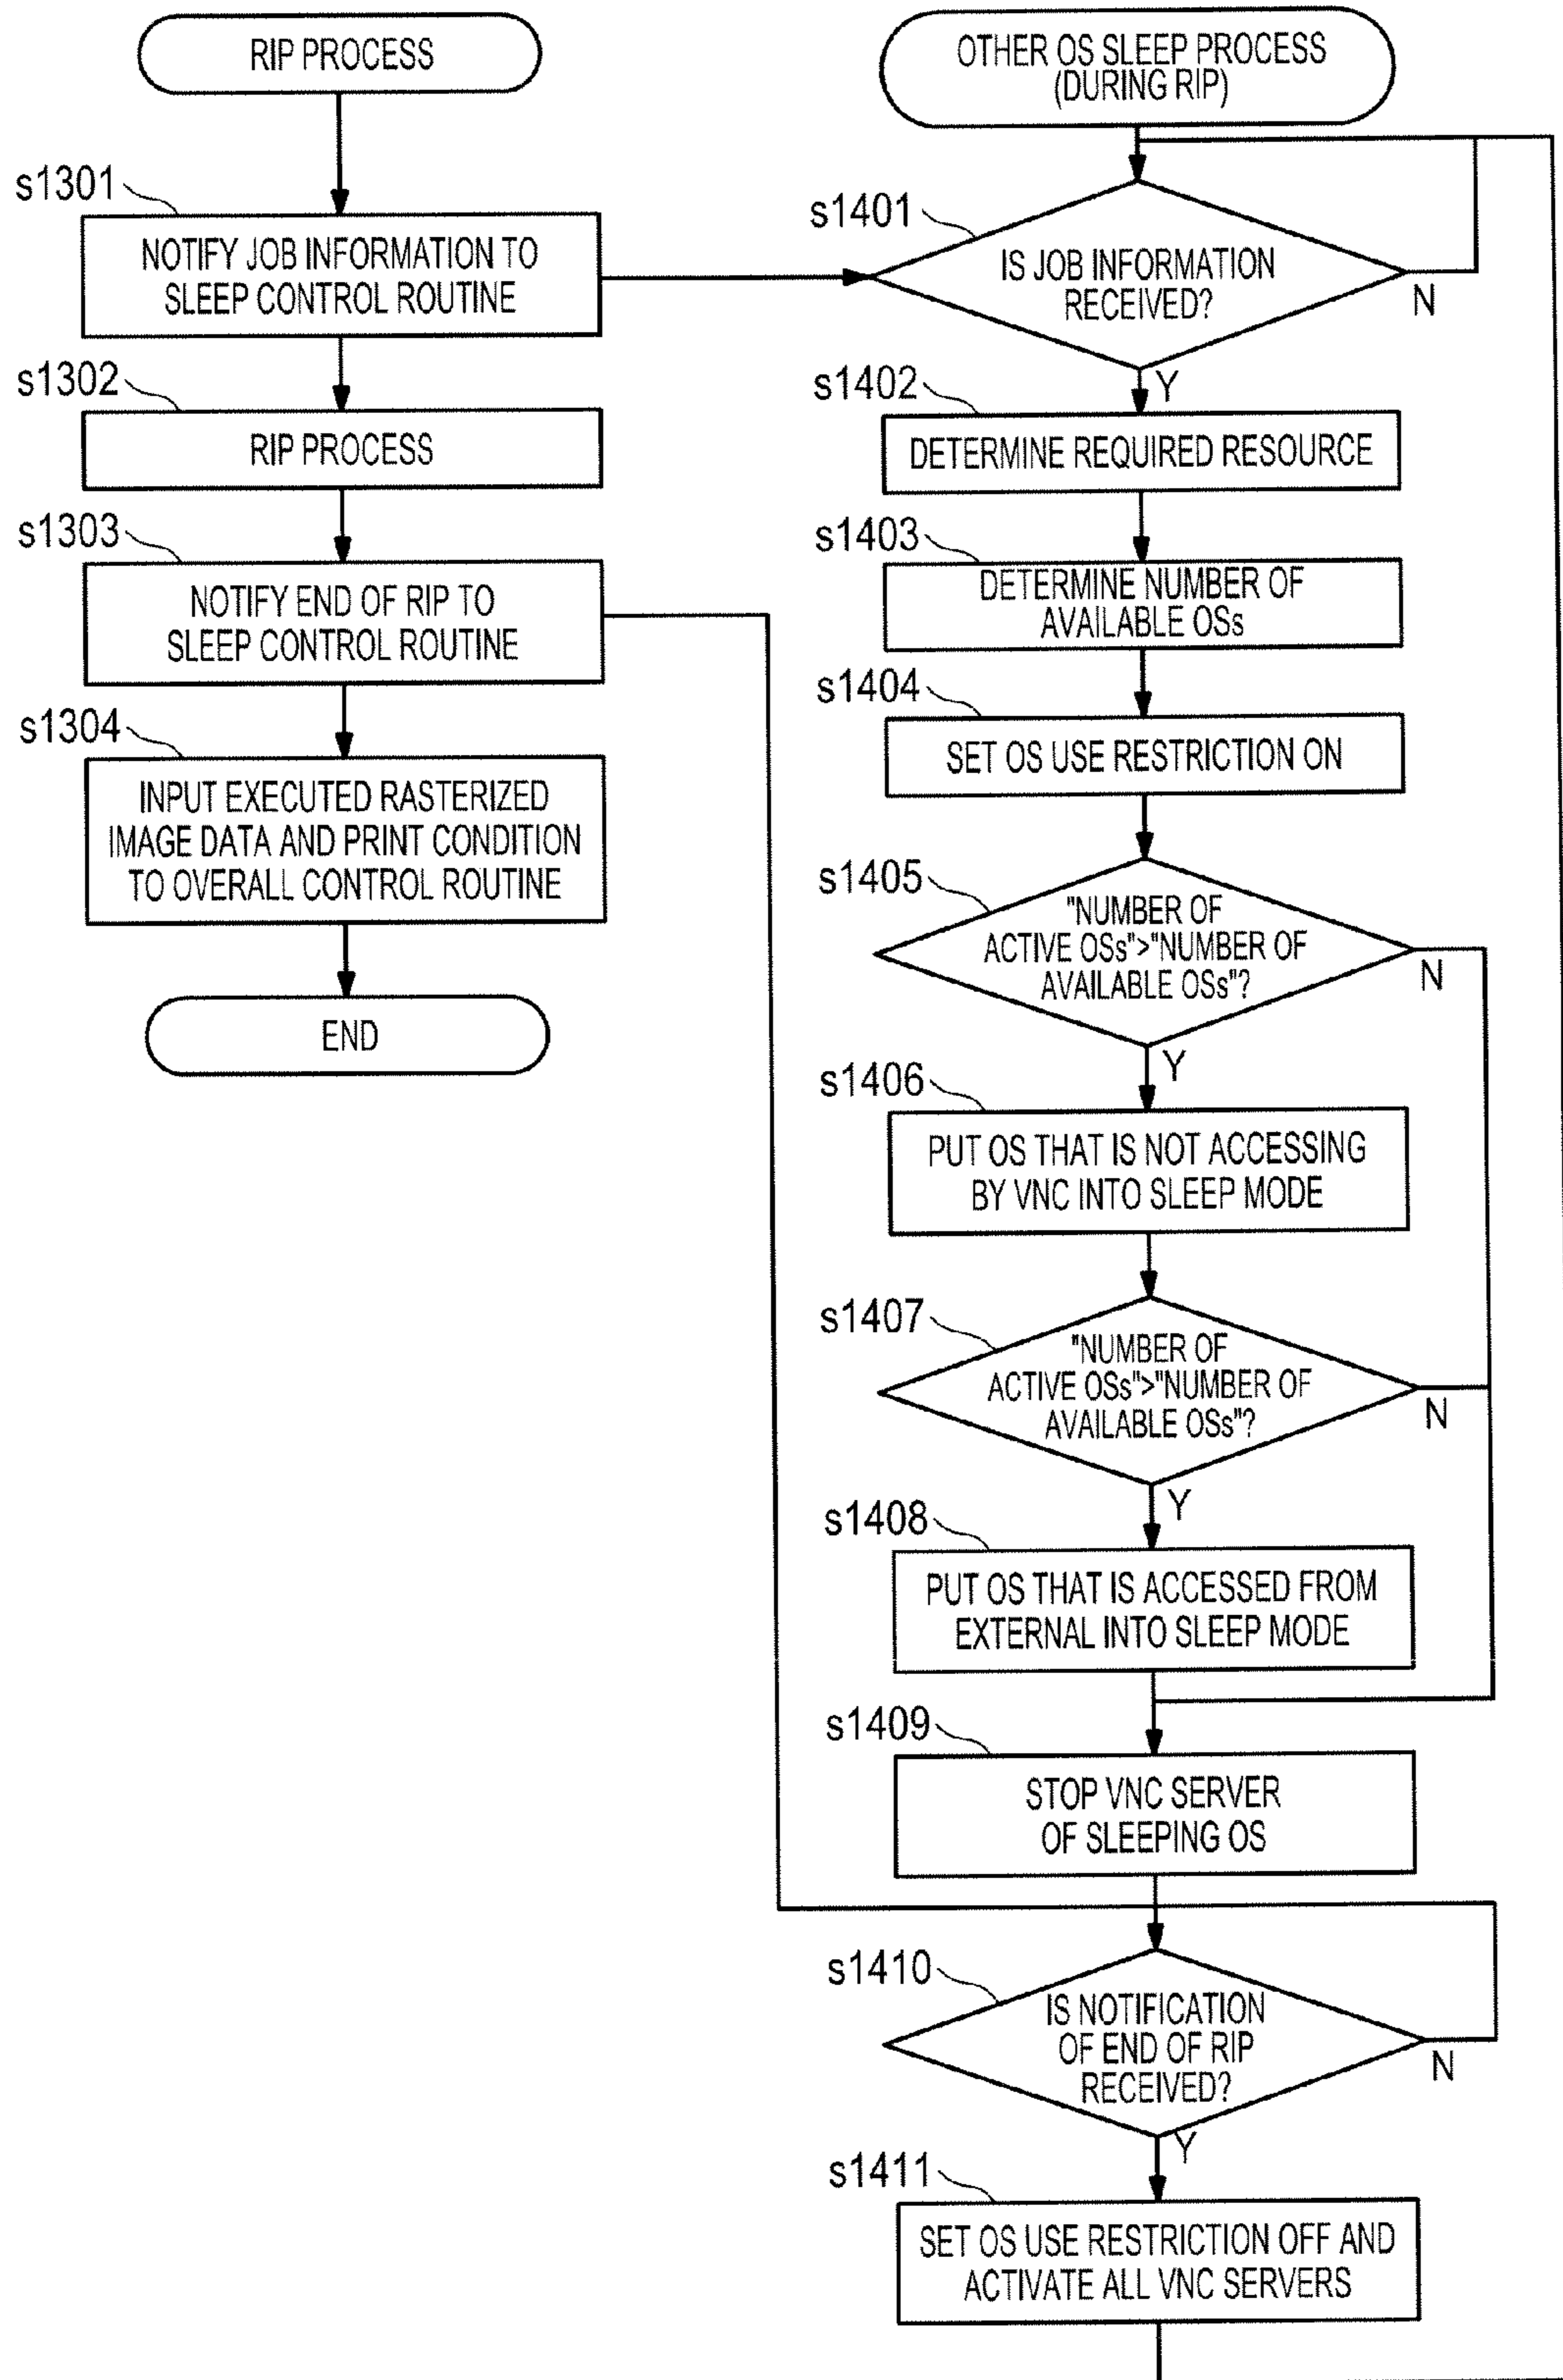 RIP PROCESS
s1301
NOTIFY JOB INFORMATION TO
SLEEP CONTROL ROUTINE
s1302
RIP PROCESS
s1303
NOTIFY END OF RIP TO
SLEEP CONTROL ROUTINE
s1304
INPUT EXECUTED RASTERIZED
IMAGE DATA AND PRINT CONDITION
TO OVERALL CONTROL ROUTINE
END
OTHER OS SLEEP PROCESS
(DURING RIP)
s1401
IS JOB INFORMATION
RECEIVED?
N
Y
s1402
DETERMINE REQUIRED RESOURCE
s1403
DETERMINE NUMBER OF
AVAILABLE OSs
s1404
SET OS USE RESTRICTION ON
s1405
"NUMBER OF
ACTIVE OSs">"NUMBER OF
AVAILABLE OSs"?
N
Y
s1406
PUT OS THAT IS NOT ACCESSING
BY VNC INTO SLEEP MODE
s1407
"NUMBER OF
ACTIVE OSs">"NUMBER OF
AVAILABLE OSs"?
N
Y
s1408
PUT OS THAT IS ACCESSED FROM
EXTERNAL INTO SLEEP MODE
s1409
STOP VNC SERVER
OF SLEEPING OS
s1410
IS NOTIFICATION
OF END OF RIP
RECEIVED?
N
Y
s1411
SET OS USE RESTRICTION OFF AND
ACTIVATE ALL VNC SERVERS